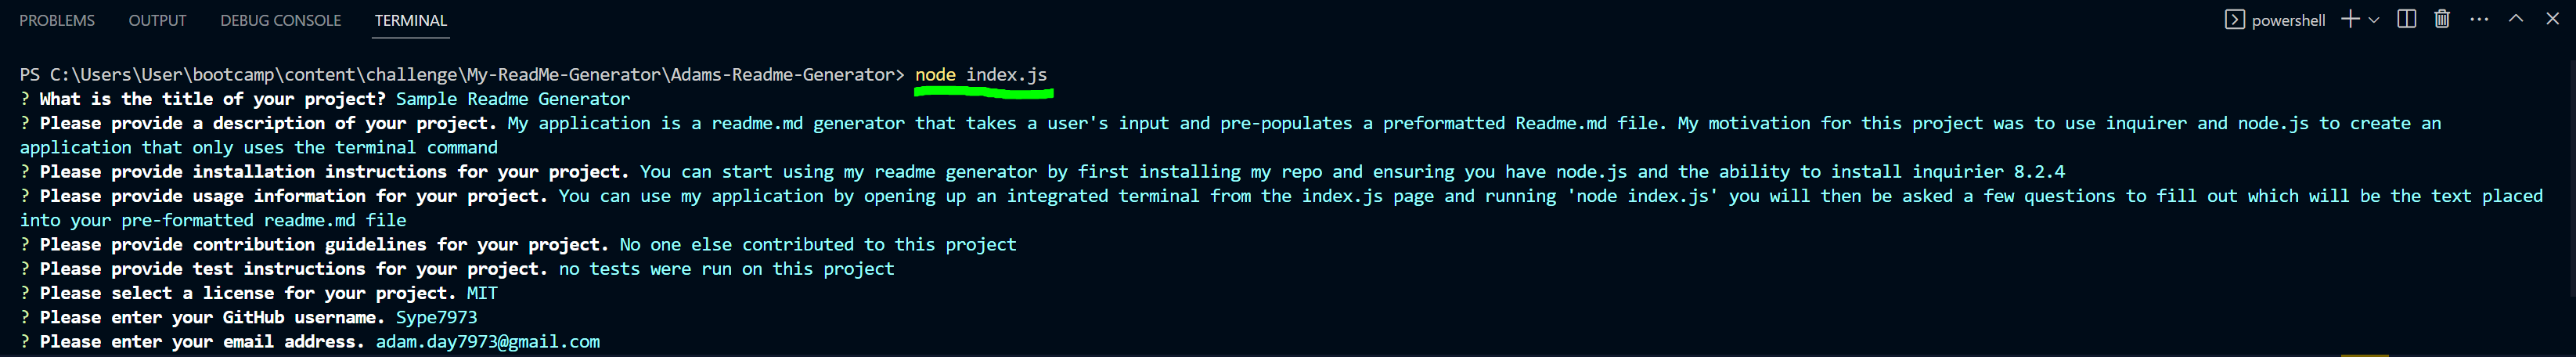 PROBLEMS OUTPUT DEBUG CONSOLE TERMINAL powershell
PS C:\Users\User\bootcamp\content\challenge\My-ReadMe-Generator\Adams-Readme-Generator> node index.js
? What is the title of your project? Sample Readme Generator
? Please provide a description of your project. My application is a readme.md generator that takes a user's input and pre-populates a preformatted Readme.md file. My motivation for this project was to use inquirer and node.js to create an
application that only uses the terminal command
? Please provide installation instructions for your project. You can start using my readme generator by first installing my repo and ensuring you have node.js and the ability to install inquirier 8.2.4
? Please provide usage information for your project. You can use my application by opening up an integrated terminal from the index.js page and running 'node index.js' you will then be asked a few questions to fill out which will be the text placed
into your pre-formatted readme.md file
? Please provide contribution guidelines for your project. No one else contributed to this project
? Please provide test instructions for your project. no tests were run on this project
? Please select a license for your project. MIT
? Please enter your GitHub username. Sype7973
? Please enter your email address. adam.day7973@gmail.com